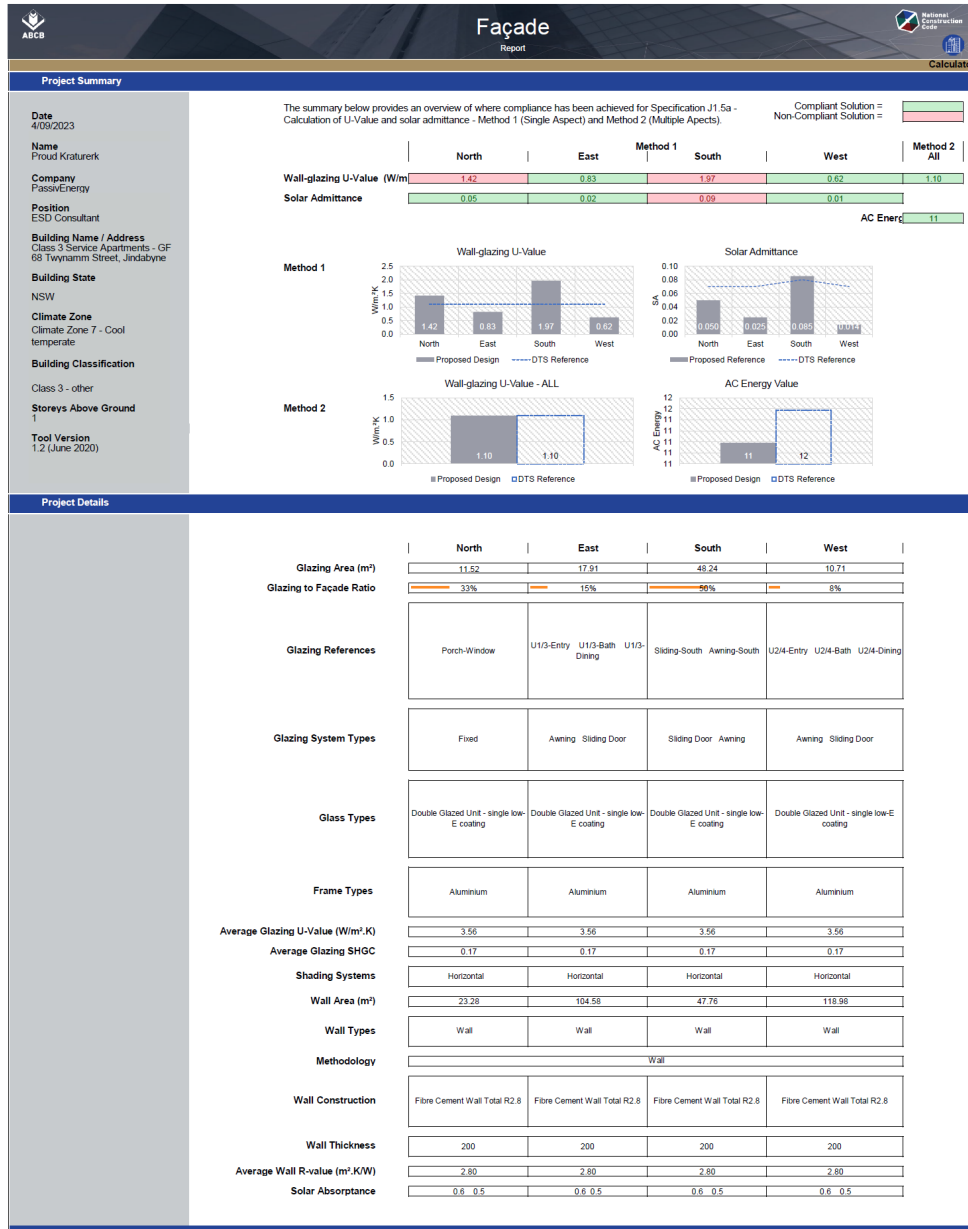 ABCB
Façade
Report
National
Construction
Code
Calculato
Project Summary
Date
4/09/2023
Name
Proud Kraturerk
Company
PassivEnergy
Position
ESD Consultant
Building Name / Address
Class 3 Service Apartments - GF
68 Twynamm Street, Jindabyne
Building State
NSW
Climate Zone
Climate Zone 7 - Cool
temperate
Building Classification
Class 3 - other
Storeys Above Ground
1
Tool Version
1.2 (June 2020)
The summary below provides an overview of where compliance has been achieved for Specification J1.5a -
Calculation of U-Value and solar admittance - Method 1 (Single Aspect) and Method 2 (Multiple Apects).
Compliant Solution =
Non-Compliant Solution =
Method 1 Method 2
North East South West All
Wall-glazing U-Value (W/m 1.42 0.83 1.97 0.62 1.10
Solar Admittance 0.05 0.02 0.09 0.01
AC Energ 11
Method 1
Wall-glazing U-Value
W/m.²K
2.5
2.0
1.5
1.0
0.5
0.0
1.42 0.83 1.97 0.62
North East South West
Proposed Design DTS Reference
Solar Admittance
SA
0.10
0.08
0.06
0.04
0.02
0.00
0.050 0.025 0.085 0.014
North East South West
Proposed Reference DTS Reference
Method 2
Wall-glazing U-Value - ALL
W/m.²K
1.5
1.0
0.5
0.0
1.10 1.10
Proposed Design DTS Reference
AC Energy Value
AC Energy
12
12
11
11
11
11
11
11 12
Proposed Design DTS Reference
Project Details
North East South West
Glazing Area (m²) 11.52 17.91 48.24 10.71
Glazing to Façade Ratio 33% 15% 50% 8%
Glazing References Porch-Window U1/3-Entry U1/3-Bath U1/3-
Dining Sliding-South Awning-South U2/4-Entry U2/4-Bath U2/4-Dining
Glazing System Types Fixed Awning Sliding Door Sliding Door Awning Awning Sliding Door
Glass Types Double Glazed Unit - single low-
E coating Double Glazed Unit - single low-
E coating Double Glazed Unit - single low-
E coating Double Glazed Unit - single low-E
coating
Frame Types Aluminium Aluminium Aluminium Aluminium
Average Glazing U-Value (W/m².K) 3.56 3.56 3.56 3.56
Average Glazing SHGC 0.17 0.17 0.17 0.17
Shading Systems Horizontal Horizontal Horizontal Horizontal
Wall Area (m²) 23.28 104.58 47.76 118.98
Wall Types Wall Wall Wall Wall
Methodology Wall
Wall Construction Fibre Cement Wall Total R2.8 Fibre Cement Wall Total R2.8 Fibre Cement Wall Total R2.8 Fibre Cement Wall Total R2.8
Wall Thickness 200 200 200 200
Average Wall R-value (m².K/W) 2.80 2.80 2.80 2.80
Solar Absorptance 0.6 0.5 0.6 0.5 0.6 0.5 0.6 0.5